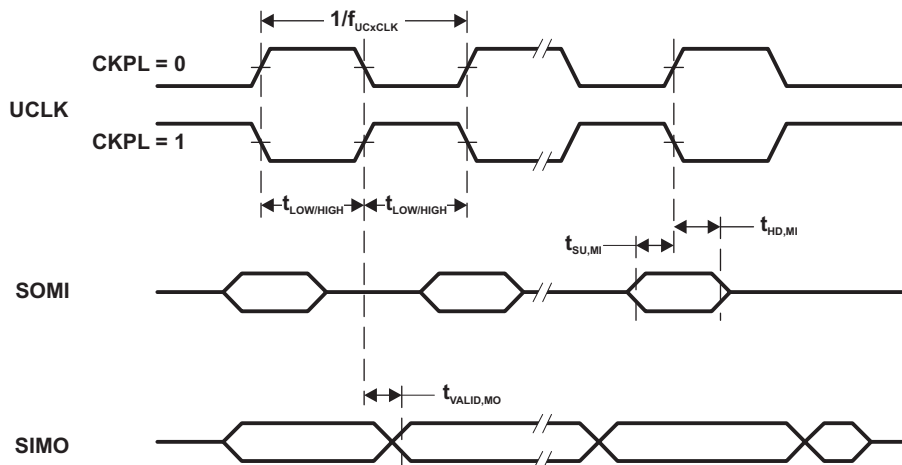 1/fUCxCLK
CKPL = 0
UCLK
CKPL = 1
tLOW/HIGH tLOW/HIGH
tSU,MI tHD,MI
SOMI
tVALID,MO
SIMO